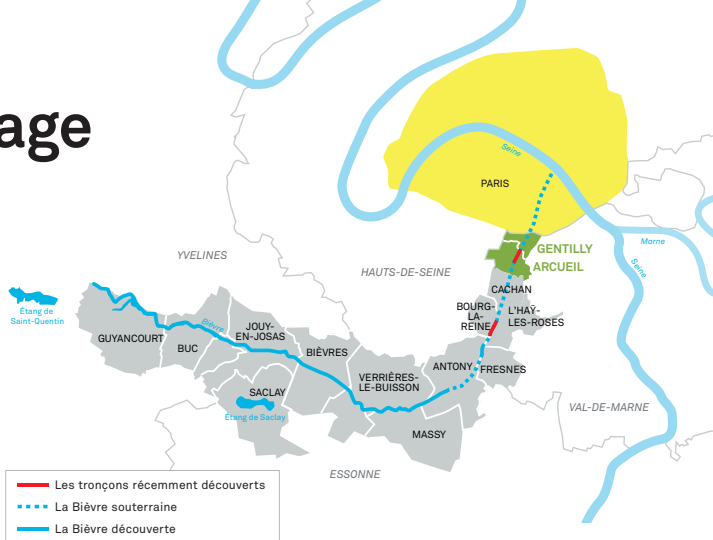 age
Seine
PARIS
GENTILLY
ARCUEIL
Marne
Seine
YVELINES
HAUTS-DE-SEINE
CACHAN
BOURG-
LA-
REINE
L'HAŸ-
LES-ROSES
Étang de
Saint-Quentin
GUYANCOURT
BUC
Bièvre
JOUY-
EN-JOSAS
BIÈVRES
VERRIÈRES-
LE-BUISSON
ANTONY
FRESNES
SACLAY
Étang de Saclay
MASSY
VAL-DE-MARNE
ESSONNE
Les tronçons récemment découverts
La Bièvre souterraine
La Bièvre découverte